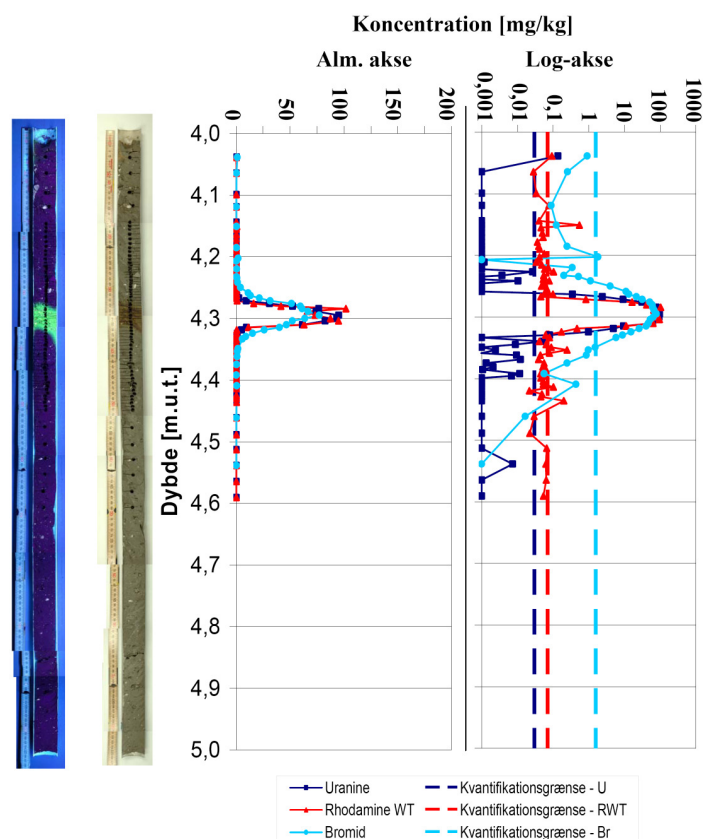 Koncentration [mg/kg]
Alm. akse
Log-akse
0
50
100
150
200
0,001
0,01
0,1
1
10
100
1000
Dybde [m.u.t.]
4,0
4,1
4,2
4,3
4,4
4,5
4,6
4,7
4,8
4,9
5,0
Uranine
Kvantifikationsgrænse - U
Rhodamine WT
Kvantifikationsgrænse - RWT
Bromid
Kvantifikationsgrænse - Br